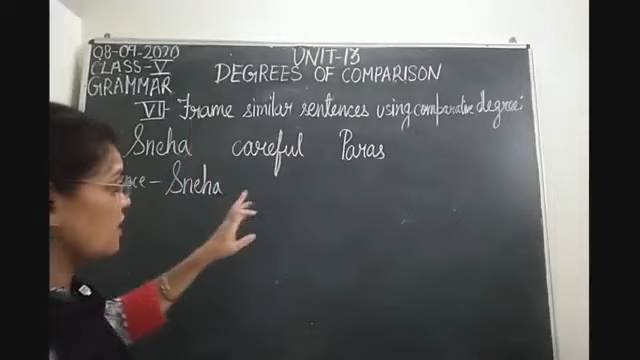 08-09-2020
CLASS-V
GRAMMAR
UNIT-13
DEGREES OF COMPARISON
VI- Frame similar sentences using comparative degree:
Sneha careful Paras
- Sneha